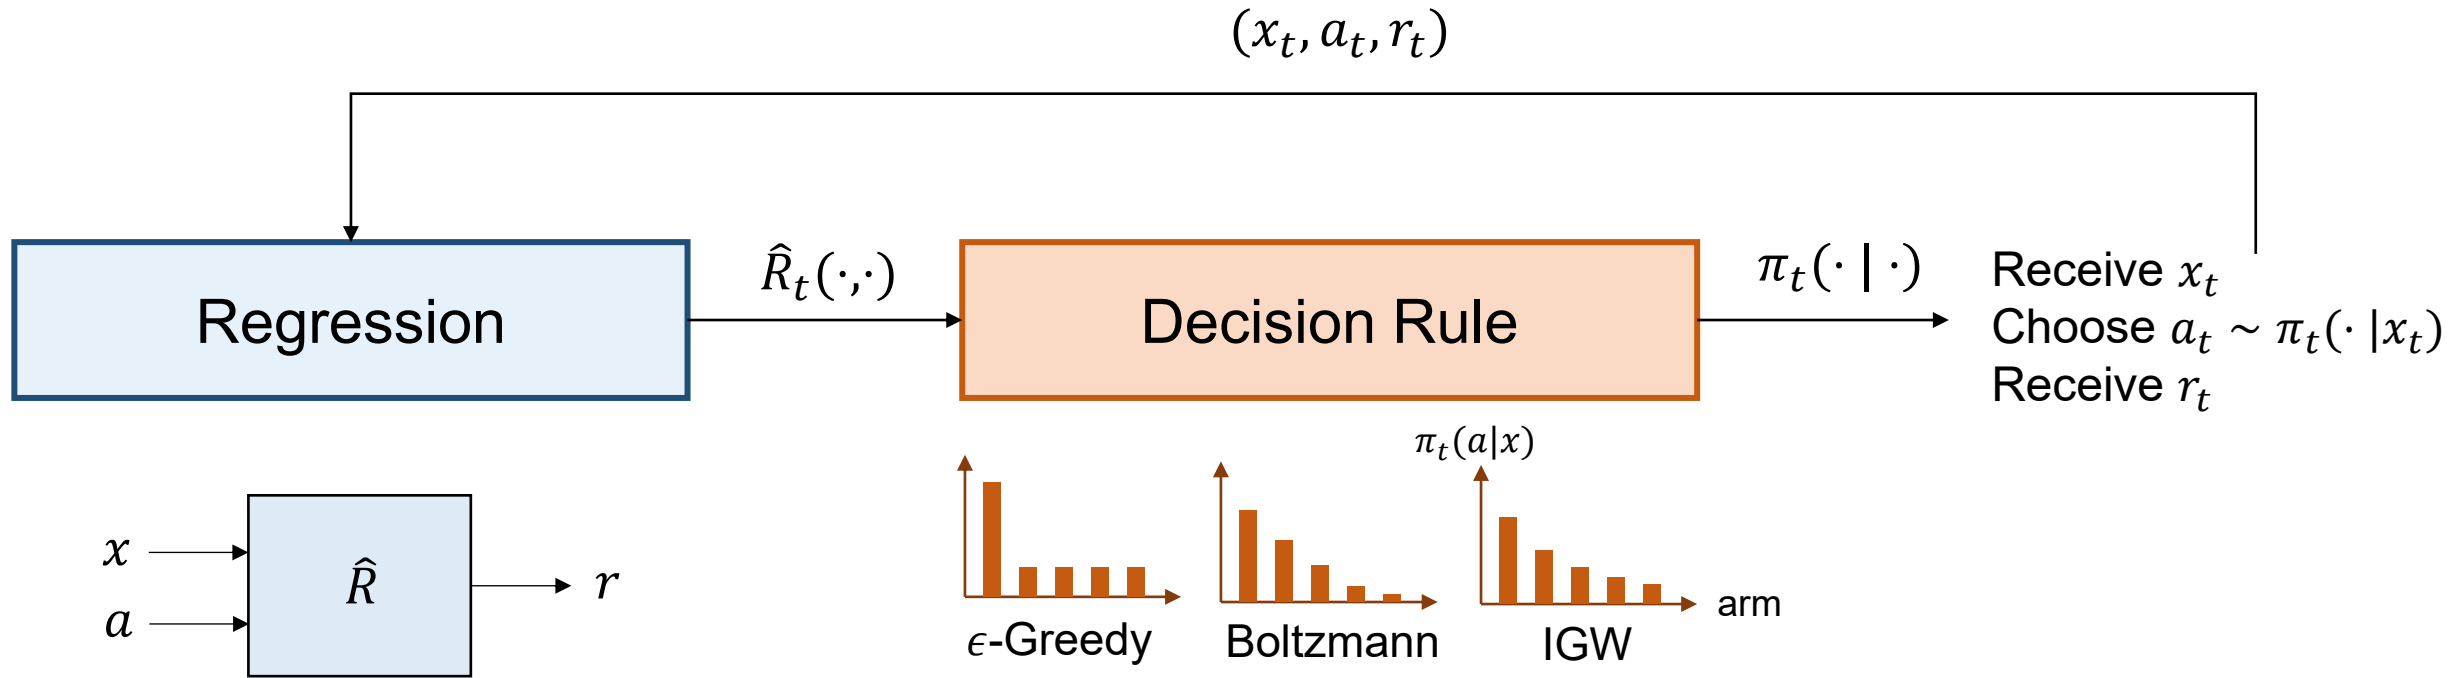 (x_t, a_t, r_t)
Regression
R̂_t(·,·)
Decision Rule
π_t(· | ·)
Receive x_t
Choose a_t ~ π_t(· |x_t)
Receive r_t
x
a
R̂
r
π_t(a|x)
arm
ϵ-Greedy
Boltzmann
IGW